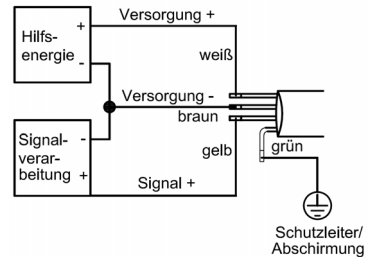 Versorgung +
Hilfs-
energie
+
-
weiß
Versorgung -
braun
Signal-
verar-
beitung
-
+
gelb
grün
Signal +
Schutzleiter/
Abschirmung